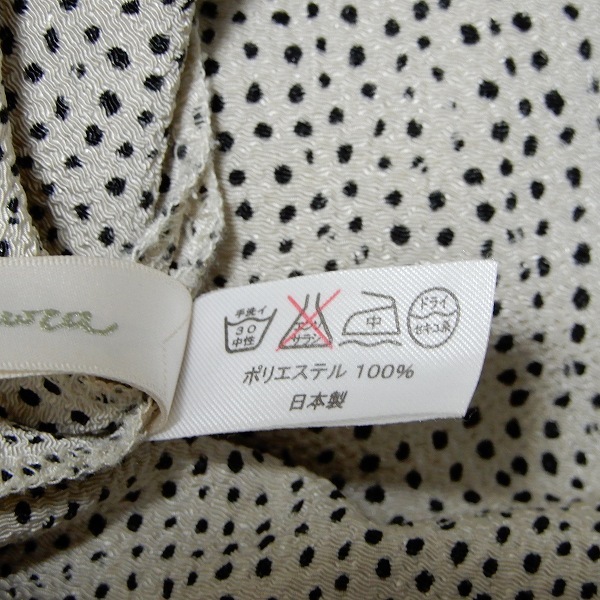 手洗イ
30
中性
エンソ
サラシ
中
ドライ
セキユ系
ポリエステル 100%
日本製